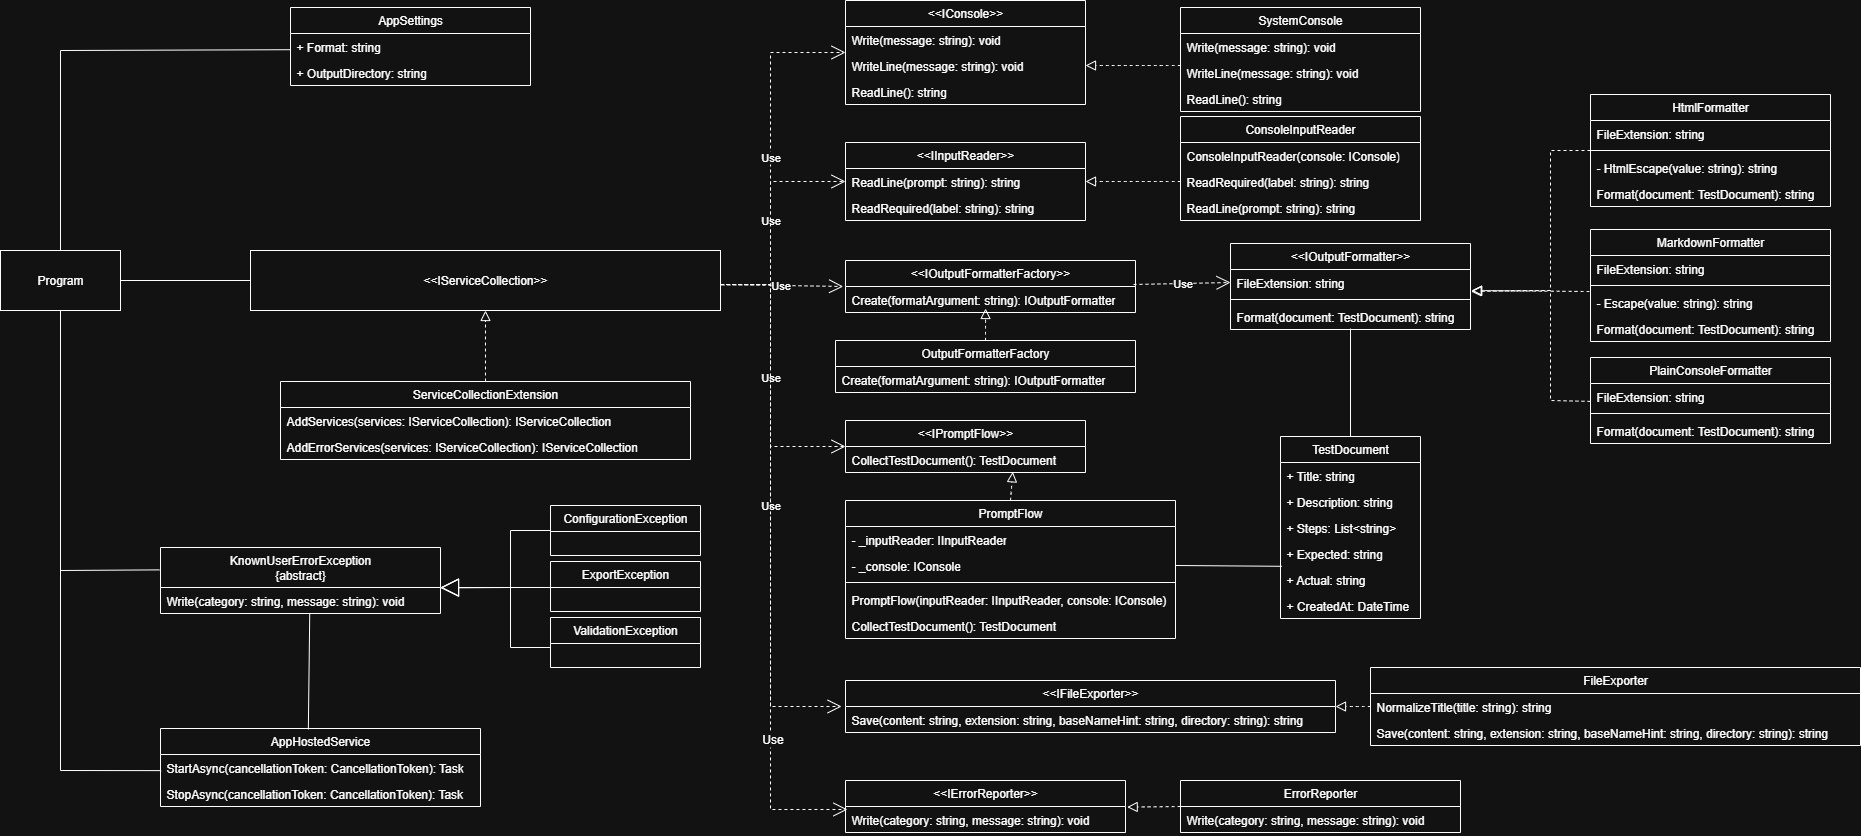 AppSettings
+ Format: string
+ OutputDirectory: string
Program
<<IServiceCollection>>
ServiceCollectionExtension
AddServices(services: IServiceCollection): IServiceCollection
AddErrorServices(services: IServiceCollection): IServiceCollection
KnownUserErrorException
{abstract}
Write(category: string, message: string): void
ConfigurationException
ExportException
ValidationException
AppHostedService
StartAsync(cancellationToken: CancellationToken): Task
StopAsync(cancellationToken: CancellationToken): Task
Use
Use
Use
Use
Use
Use
<<IConsole>>
Write(message: string): void
WriteLine(message: string): void
ReadLine(): string
SystemConsole
Write(message: string): void
WriteLine(message: string): void
ReadLine(): string
<<IInputReader>>
ReadLine(prompt: string): string
ReadRequired(label: string): string
ConsoleInputReader
ConsoleInputReader(console: IConsole)
ReadRequired(label: string): string
ReadLine(prompt: string): string
<<IOutputFormatterFactory>>
Create(formatArgument: string): IOutputFormatter
OutputFormatterFactory
Create(formatArgument: string): IOutputFormatter
Use
<<IOutputFormatter>>
FileExtension: string
Format(document: TestDocument): string
HtmlFormatter
FileExtension: string
- HtmlEscape(value: string): string
Format(document: TestDocument): string
MarkdownFormatter
FileExtension: string
- Escape(value: string): string
Format(document: TestDocument): string
PlainConsoleFormatter
FileExtension: string
Format(document: TestDocument): string
<<IPromptFlow>>
CollectTestDocument(): TestDocument
PromptFlow
- _inputReader: IInputReader
- _console: IConsole
PromptFlow(inputReader: IInputReader, console: IConsole)
CollectTestDocument(): TestDocument
TestDocument
+ Title: string
+ Description: string
+ Steps: List<string>
+ Expected: string
+ Actual: string
+ CreatedAt: DateTime
<<IFileExporter>>
Save(content: string, extension: string, baseNameHint: string, directory: string): string
FileExporter
NormalizeTitle(title: string): string
Save(content: string, extension: string, baseNameHint: string, directory: string): string
<<IErrorReporter>>
Write(category: string, message: string): void
ErrorReporter
Write(category: string, message: string): void